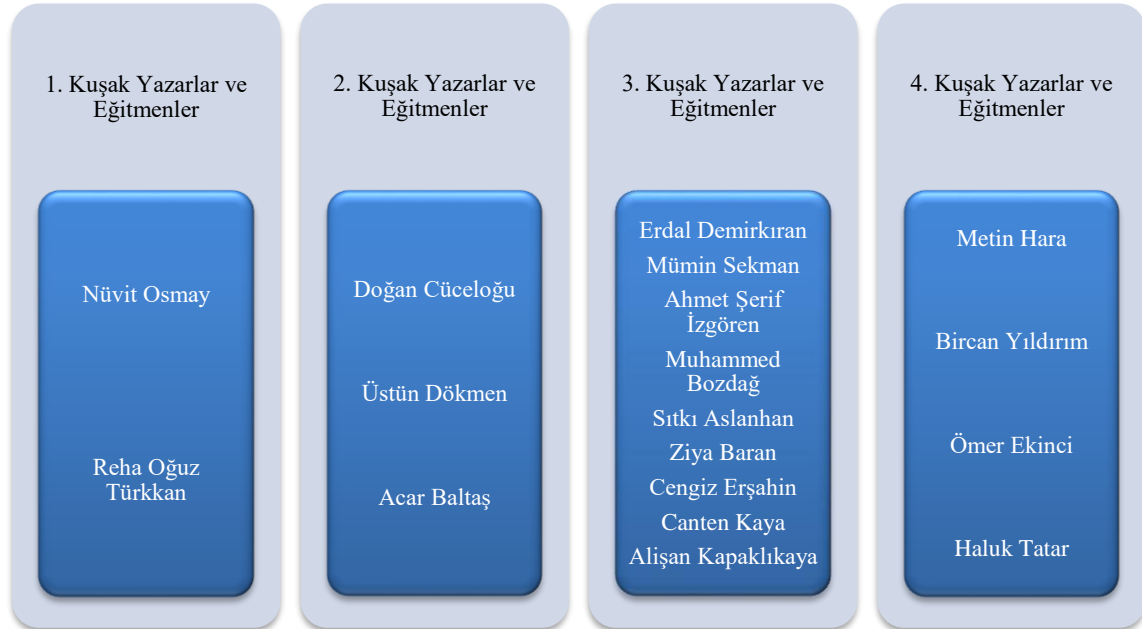 1. Kuşak Yazarlar ve
Eğitmenler
Nüvit Osmay
Reha Oğuz
Türkkan
2. Kuşak Yazarlar ve
Eğitmenler
Doğan Cüceloğu
Üstün Dökmen
Acar Baltaş
3. Kuşak Yazarlar ve
Eğitmenler
Erdal Demirkıran
Mümin Sekman
Ahmet Şerif
İzgören
Muhammed
Bozdağ
Sıtkı Aslanhan
Ziya Baran
Cengiz Erşahin
Canten Kaya
Alişan Kapaklıkaya
4. Kuşak Yazarlar ve
Eğitmenler
Metin Hara
Bircan Yıldırım
Ömer Ekinci
Haluk Tatar